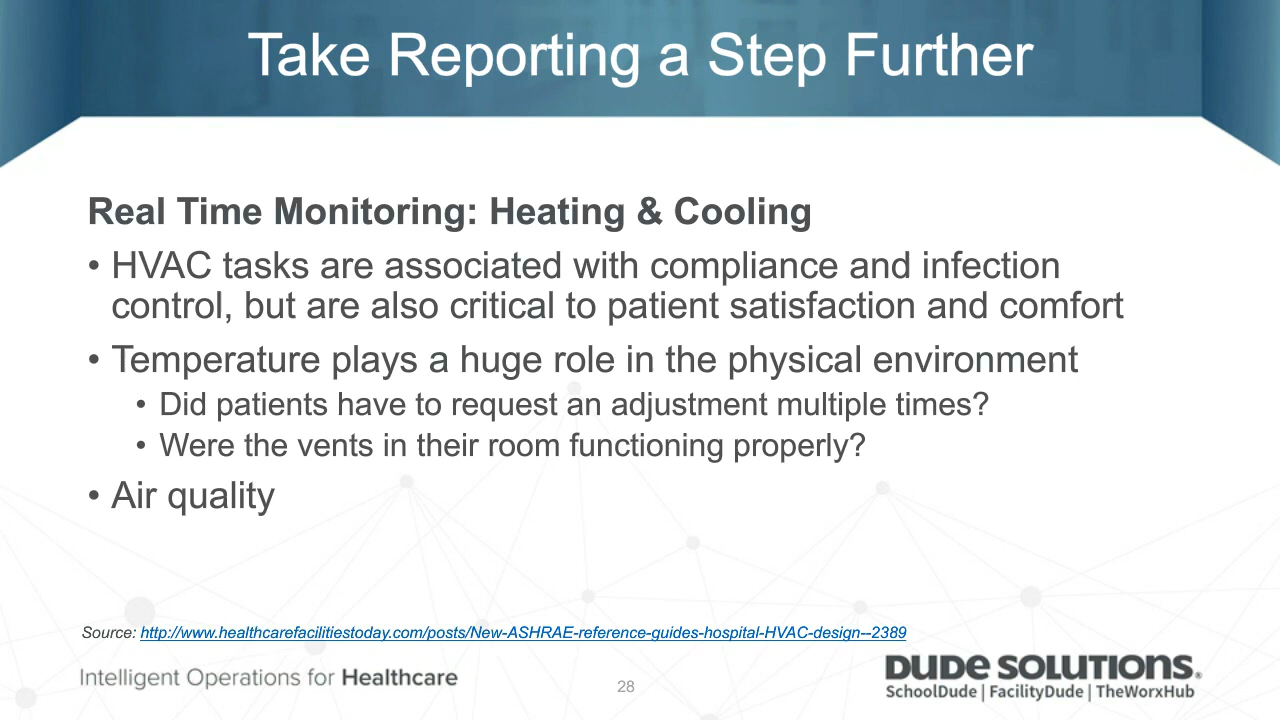 Take Reporting a Step Further
Real Time Monitoring: Heating & Cooling
• HVAC tasks are associated with compliance and infection
control, but are also critical to patient satisfaction and comfort
• Temperature plays a huge role in the physical environment
• Did patients have to request an adjustment multiple times?
• Were the vents in their room functioning properly?
• Air quality
Source: http://www.healthcarefacilitiestoday.com/posts/New-ASHRAE-reference-guides-hospital-HVAC-design--2389
Intelligent Operations for Healthcare
28
DUDE SOLUTIONS®
SchoolDude | FacilityDude | TheWorxHub